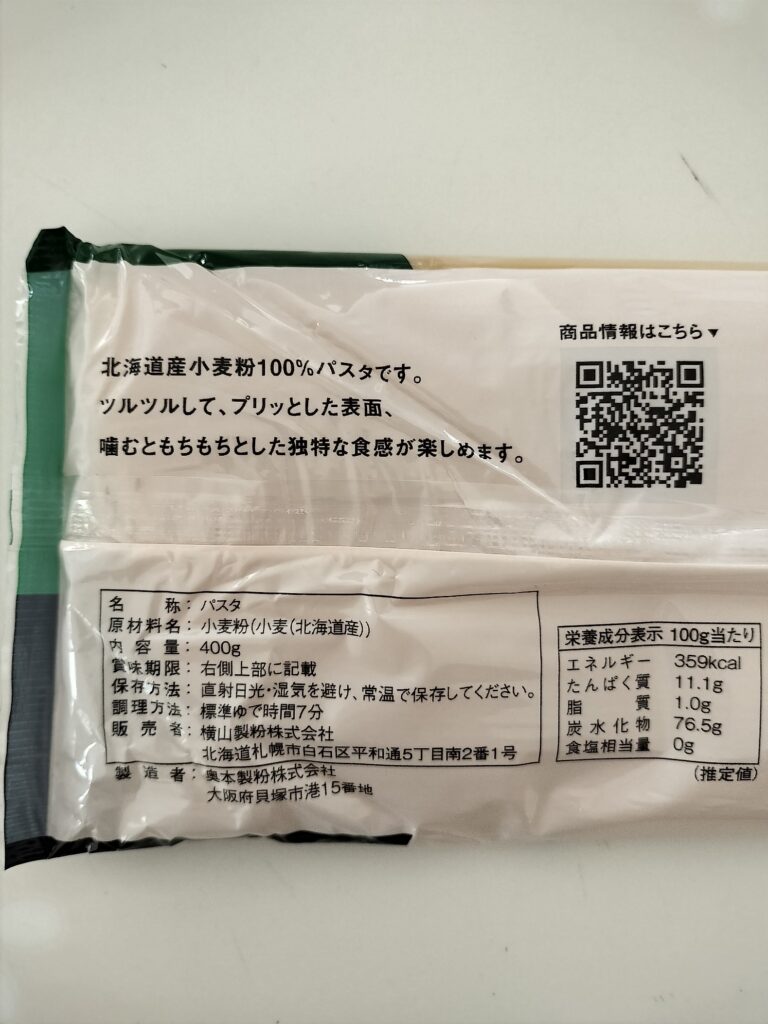 商品情報はこちら▼
北海道産小麦粉100%パスタです。
ツルツルして、プリッとした表面、
噛むともちもちとした独特な食感が楽しめます。
名称：パスタ
原材料名：小麦粉(小麦(北海道産))
内容量：400g
賞味期限：右側上部に記載
保存方法：直射日光・湿気を避け、常温で保存してください。
調理方法：標準ゆで時間7分
販売者：横山製粉株式会社
北海道札幌市白石区平和通5丁目南2番1号
製造者：奥本製粉株式会社
大阪府貝塚市港15番地
栄養成分表示 100g当たり
エネルギー 359kcal
たんぱく質 11.1g
脂質 1.0g
炭水化物 76.5g
食塩相当量 0g
(推定値)